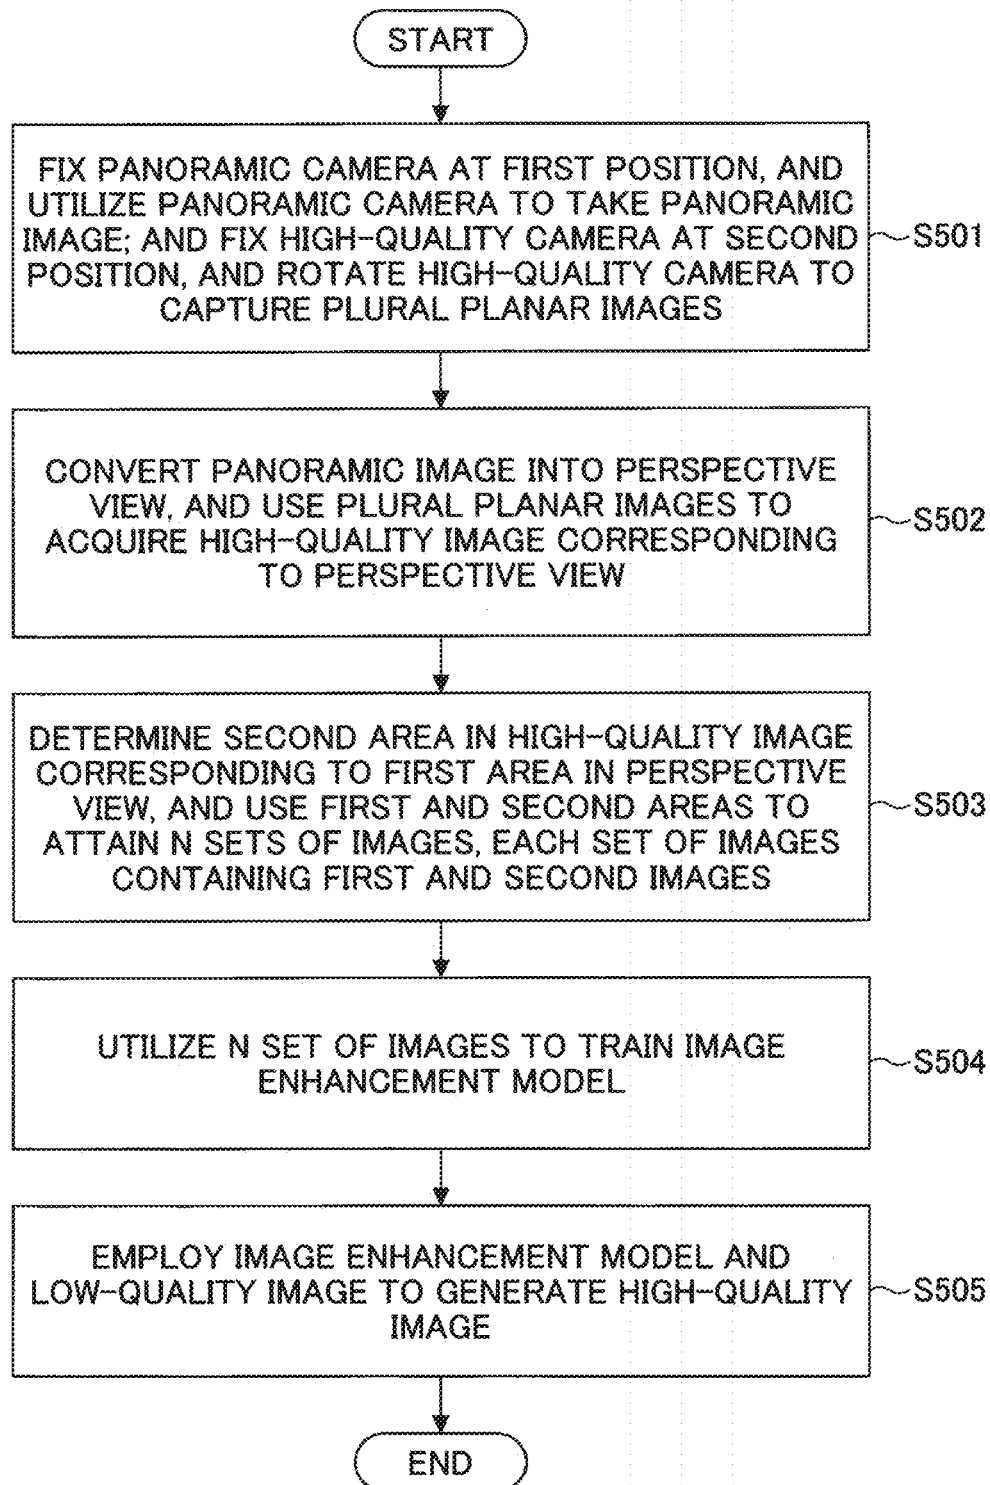 START
FIX PANORAMIC CAMERA AT FIRST POSITION, AND
UTILIZE PANORAMIC CAMERA TO TAKE PANORAMIC
IMAGE; AND FIX HIGH-QUALITY CAMERA AT SECOND
POSITION, AND ROTATE HIGH-QUALITY CAMERA TO
CAPTURE PLURAL PLANAR IMAGES
S501
CONVERT PANORAMIC IMAGE INTO PERSPECTIVE
VIEW, AND USE PLURAL PLANAR IMAGES TO
ACQUIRE HIGH-QUALITY IMAGE CORRESPONDING
TO PERSPECTIVE VIEW
S502
DETERMINE SECOND AREA IN HIGH-QUALITY IMAGE
CORRESPONDING TO FIRST AREA IN PERSPECTIVE
VIEW, AND USE FIRST AND SECOND AREAS TO
ATTAIN N SETS OF IMAGES, EACH SET OF IMAGES
CONTAINING FIRST AND SECOND IMAGES
S503
UTILIZE N SET OF IMAGES TO TRAIN IMAGE
ENHANCEMENT MODEL
S504
EMPLOY IMAGE ENHANCEMENT MODEL AND
LOW-QUALITY IMAGE TO GENERATE HIGH-QUALITY
IMAGE
S505
END